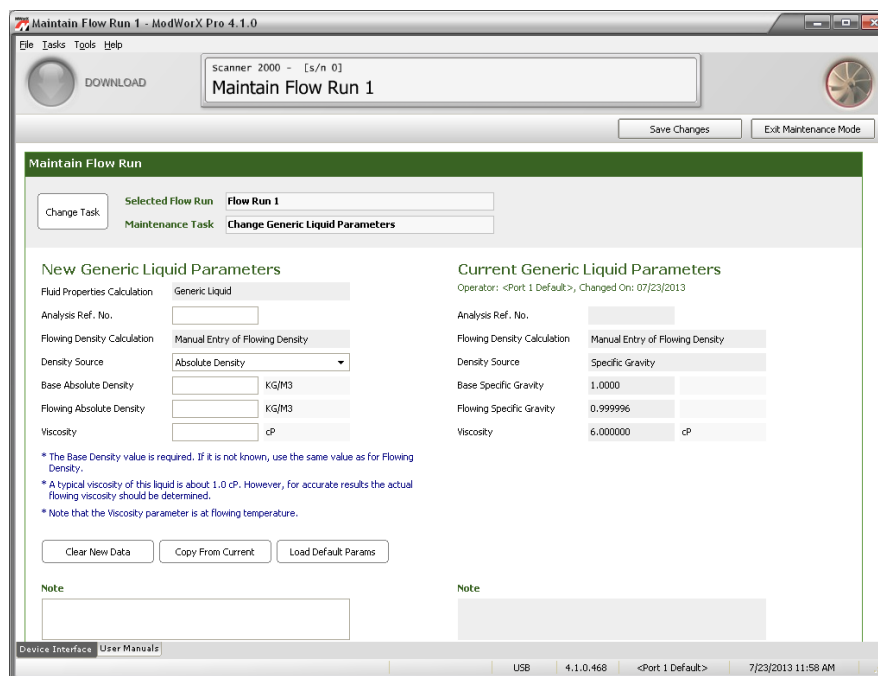 Maintain Flow Run 1 - ModWorX Pro 4.1.0
File Tasks Tools Help
DOWNLOAD
Scanner 2000 - [s/n 0]
Maintain Flow Run 1
Save Changes Exit Maintenance Mode
Maintain Flow Run
Change Task
Selected Flow Run Flow Run 1
Maintenance Task Change Generic Liquid Parameters
New Generic Liquid Parameters
Fluid Properties Calculation Generic Liquid
Analysis Ref. No.
Flowing Density Calculation Manual Entry of Flowing Density
Density Source Absolute Density
Base Absolute Density KG/M3
Flowing Absolute Density KG/M3
Viscosity cP
* The Base Density value is required. If it is not known, use the same value as for Flowing
Density.
* A typical viscosity of this liquid is about 1.0 cP. However, for accurate results the actual
flowing viscosity should be determined.
* Note that the Viscosity parameter is at flowing temperature.
Clear New Data Copy From Current Load Default Params
Note
Current Generic Liquid Parameters
Operator: <Port 1 Default>, Changed On: 07/23/2013
Analysis Ref. No.
Flowing Density Calculation Manual Entry of Flowing Density
Density Source Specific Gravity
Base Specific Gravity 1.0000
Flowing Specific Gravity 0.999996
Viscosity 6.000000 cP
Note
Device Interface User Manuals
USB 4.1.0.468 <Port 1 Default> 7/23/2013 11:58 AM